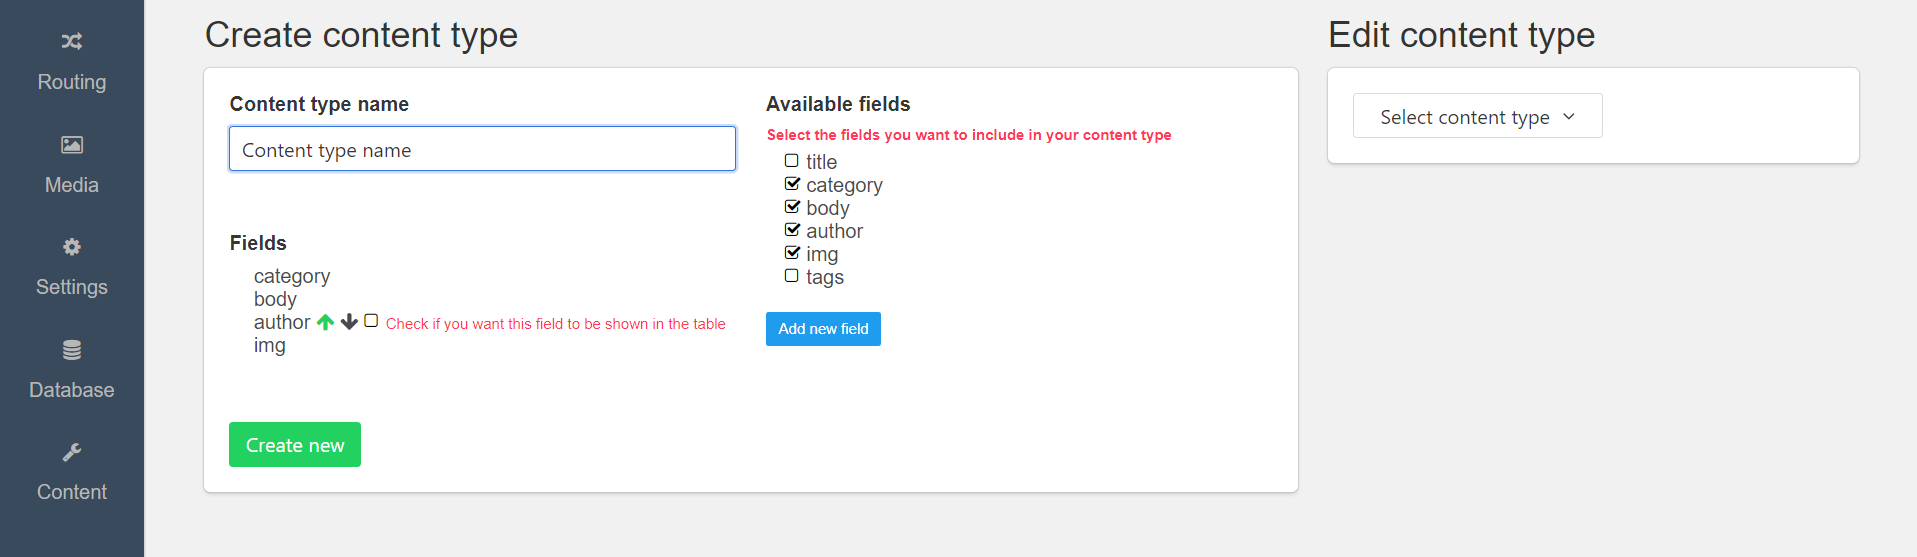 Routing
Media
Settings
Database
Content
Create content type
Content type name
Content type name
Fields
category
body
author Check if you want this field to be shown in the table
img
Create new
Available fields
Select the fields you want to include in your content type
title
category
body
author
img
tags
Add new field
Edit content type
Select content type